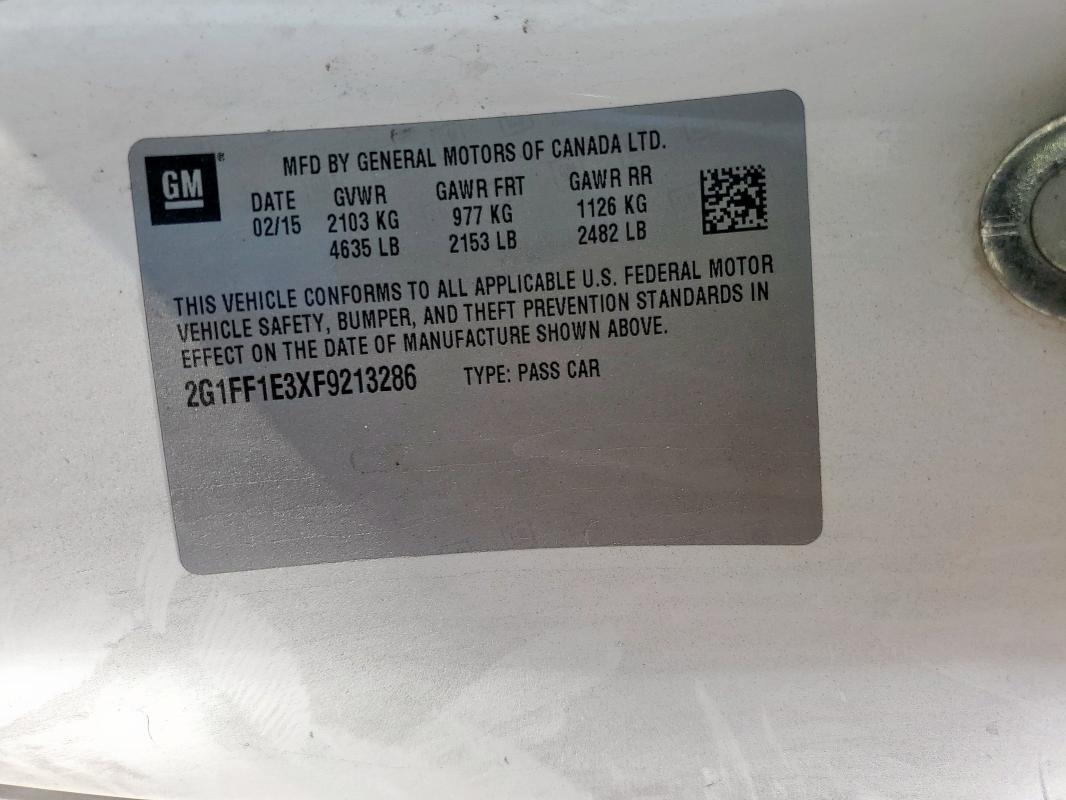 GM®
MFD BY GENERAL MOTORS OF CANADA LTD.
DATE GVWR GAWR FRT GAWR RR
02/15 2103 KG 977 KG 1126 KG
4635 LB 2153 LB 2482 LB
THIS VEHICLE CONFORMS TO ALL APPLICABLE U.S. FEDERAL MOTOR
VEHICLE SAFETY, BUMPER, AND THEFT PREVENTION STANDARDS IN
EFFECT ON THE DATE OF MANUFACTURE SHOWN ABOVE.
2G1FF1E3XF9213286 TYPE: PASS CAR